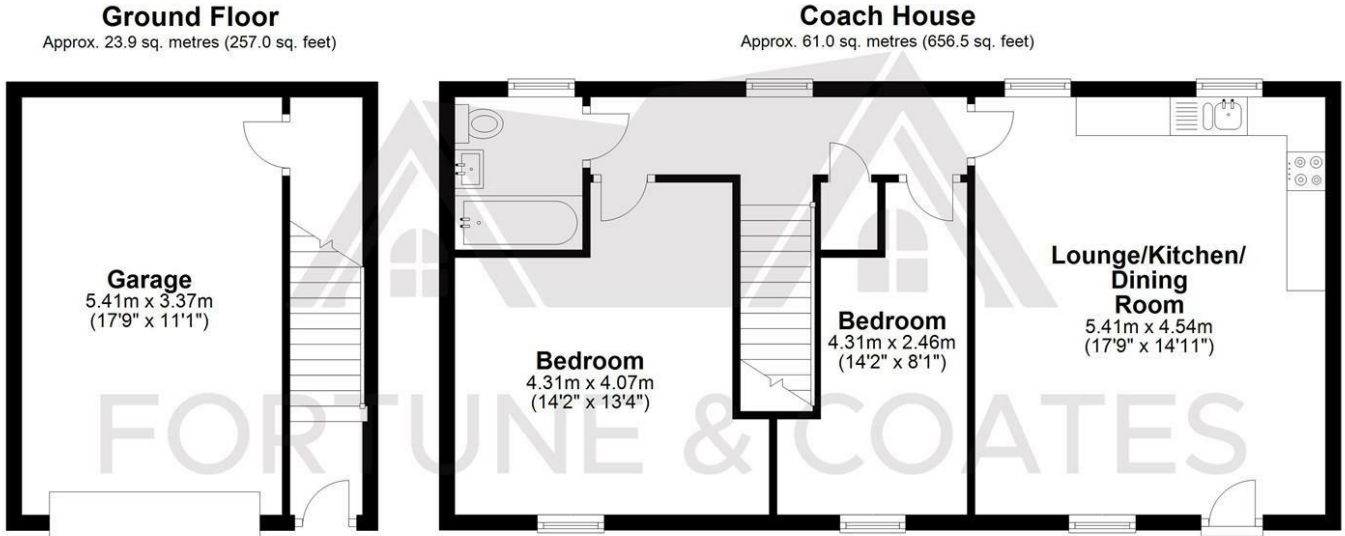 Ground Floor
Approx. 23.9 sq. metres (257.0 sq. feet)
Coach House
Approx. 61.0 sq. metres (656.5 sq. feet)
Garage
5.41m x 3.37m
(17'9" x 11'1")
Bedroom
4.31m x 4.07m
(14'2" x 13'4")
Bedroom
4.31m x 2.46m
(14'2" x 8'1")
Lounge/Kitchen/
Dining
Room
5.41m x 4.54m
(17'9" x 14'11")
FORTUNE & COATES